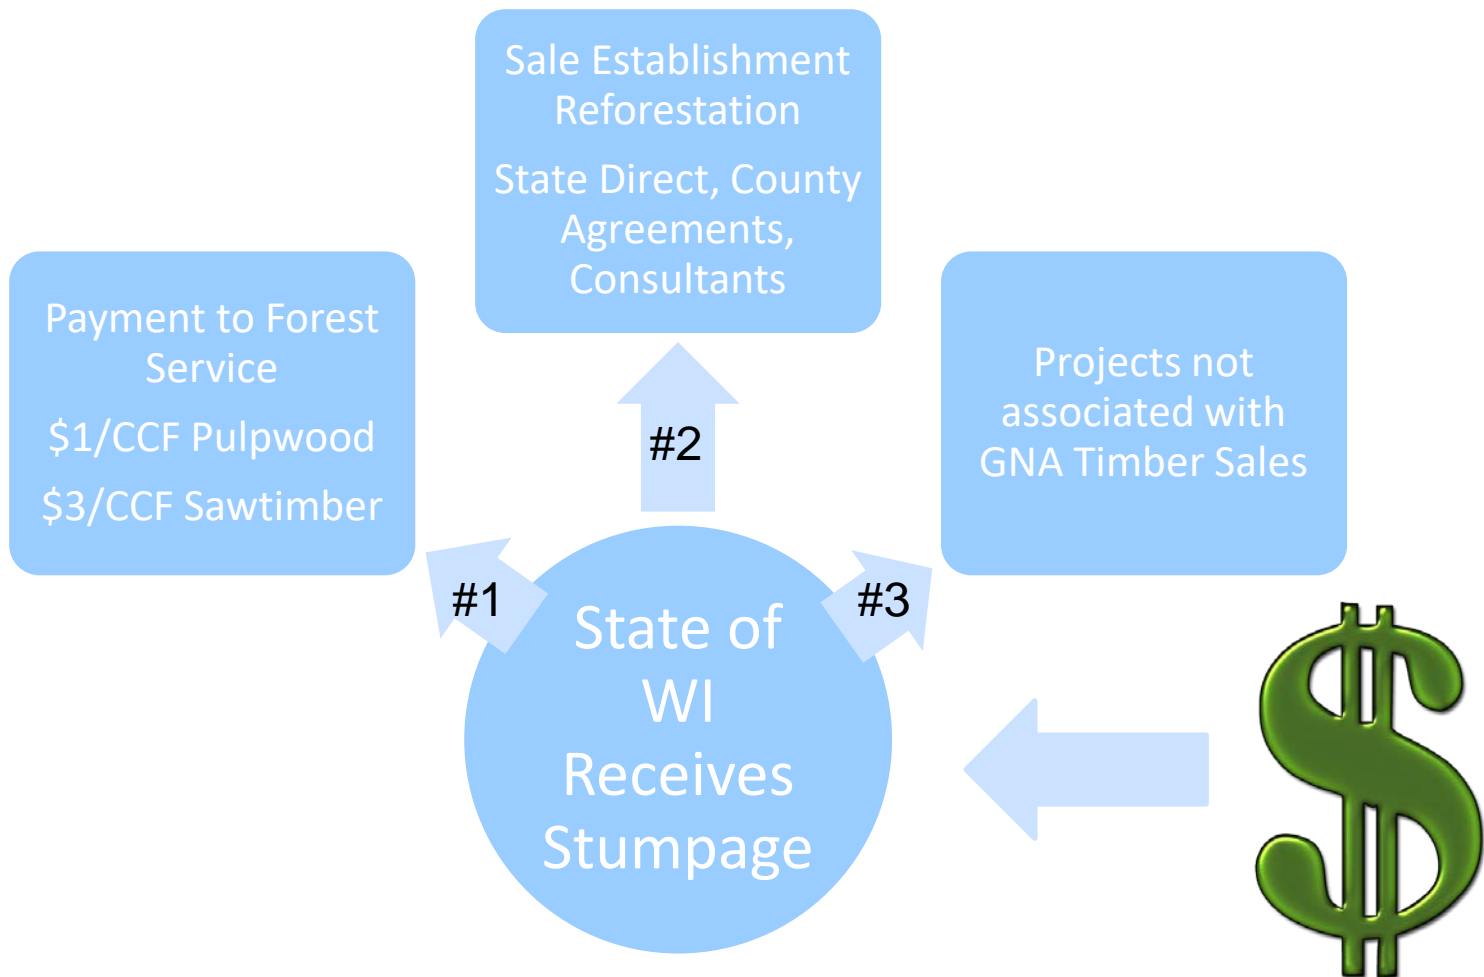 Sale Establishment
Reforestation
State Direct, County
Agreements,
Consultants
Payment to Forest
Service
$1/CCF Pulpwood
$3/CCF Sawtimber
Projects not
associated with
GNA Timber Sales
#2
#1
#3
State of
WI
Receives
Stumpage
$